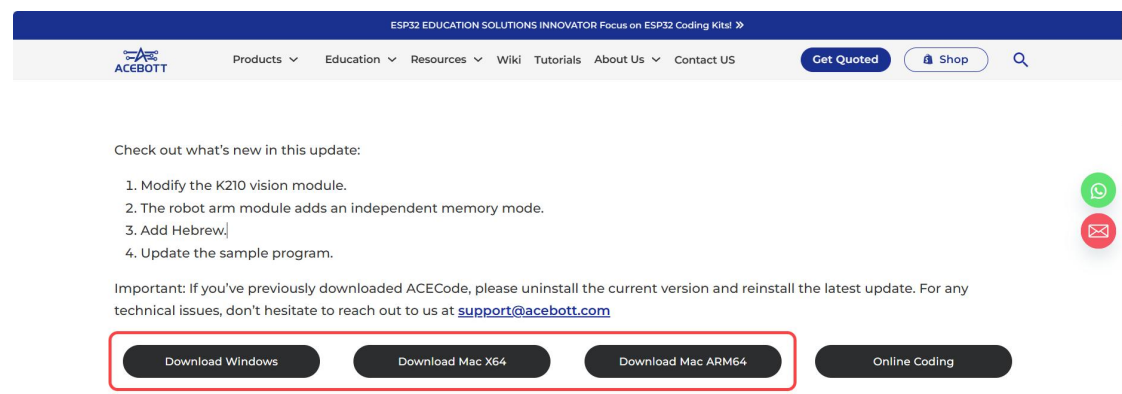 ESP32 EDUCATION SOLUTIONS INNOVATOR Focus on ESP32 Coding Kits! »
ACEBOTT
Products Education Resources Wiki Tutorials About Us Contact US Get Quoted Shop
Check out what's new in this update:
1. Modify the K210 vision module.
2. The robot arm module adds an independent memory mode.
3. Add Hebrew.
4. Update the sample program.
Important: If you've previously downloaded ACECode, please uninstall the current version and reinstall the latest update. For any
technical issues, don't hesitate to reach out to us at support@acebott.com
Download Windows Download Mac X64 Download Mac ARM64 Online Coding